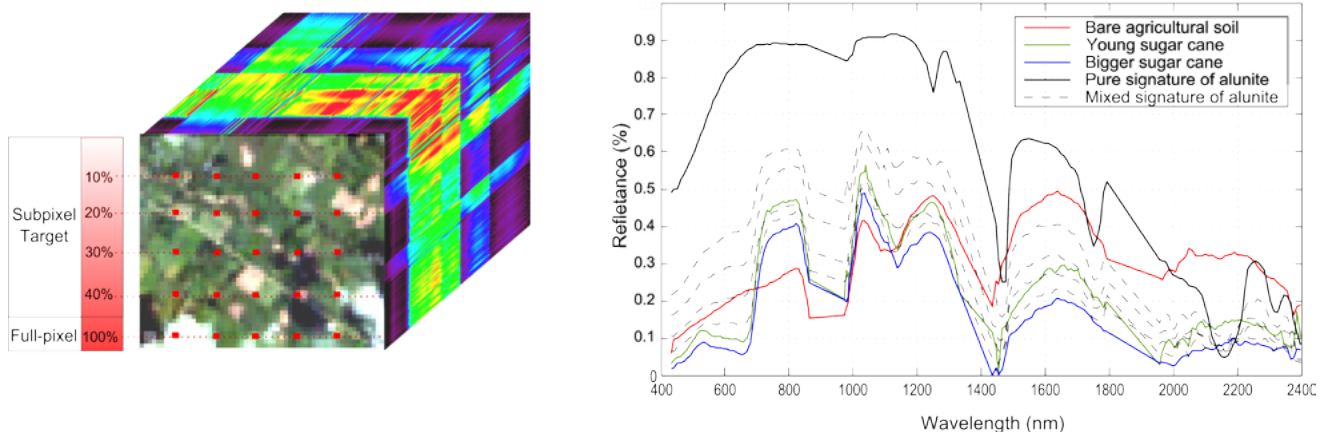 Subpixel
Target
Full-pixel
10%
20%
30%
40%
100%
Refletance (%)
0.9
0.8
0.7
0.6
0.5
0.4
0.3
0.2
0.1
0
400
600
800
1000
1200
1400
1600
1800
2000
2200
2400
Wavelength (nm)
Bare agricultural soil
Young sugar cane
Bigger sugar cane
Pure signature of alunite
Mixed signature of alunite